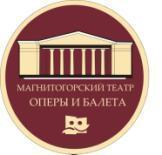 МАГНИТОГОРСКИЙ ТЕАТР
ОПЕРЫ И БАЛЕТА